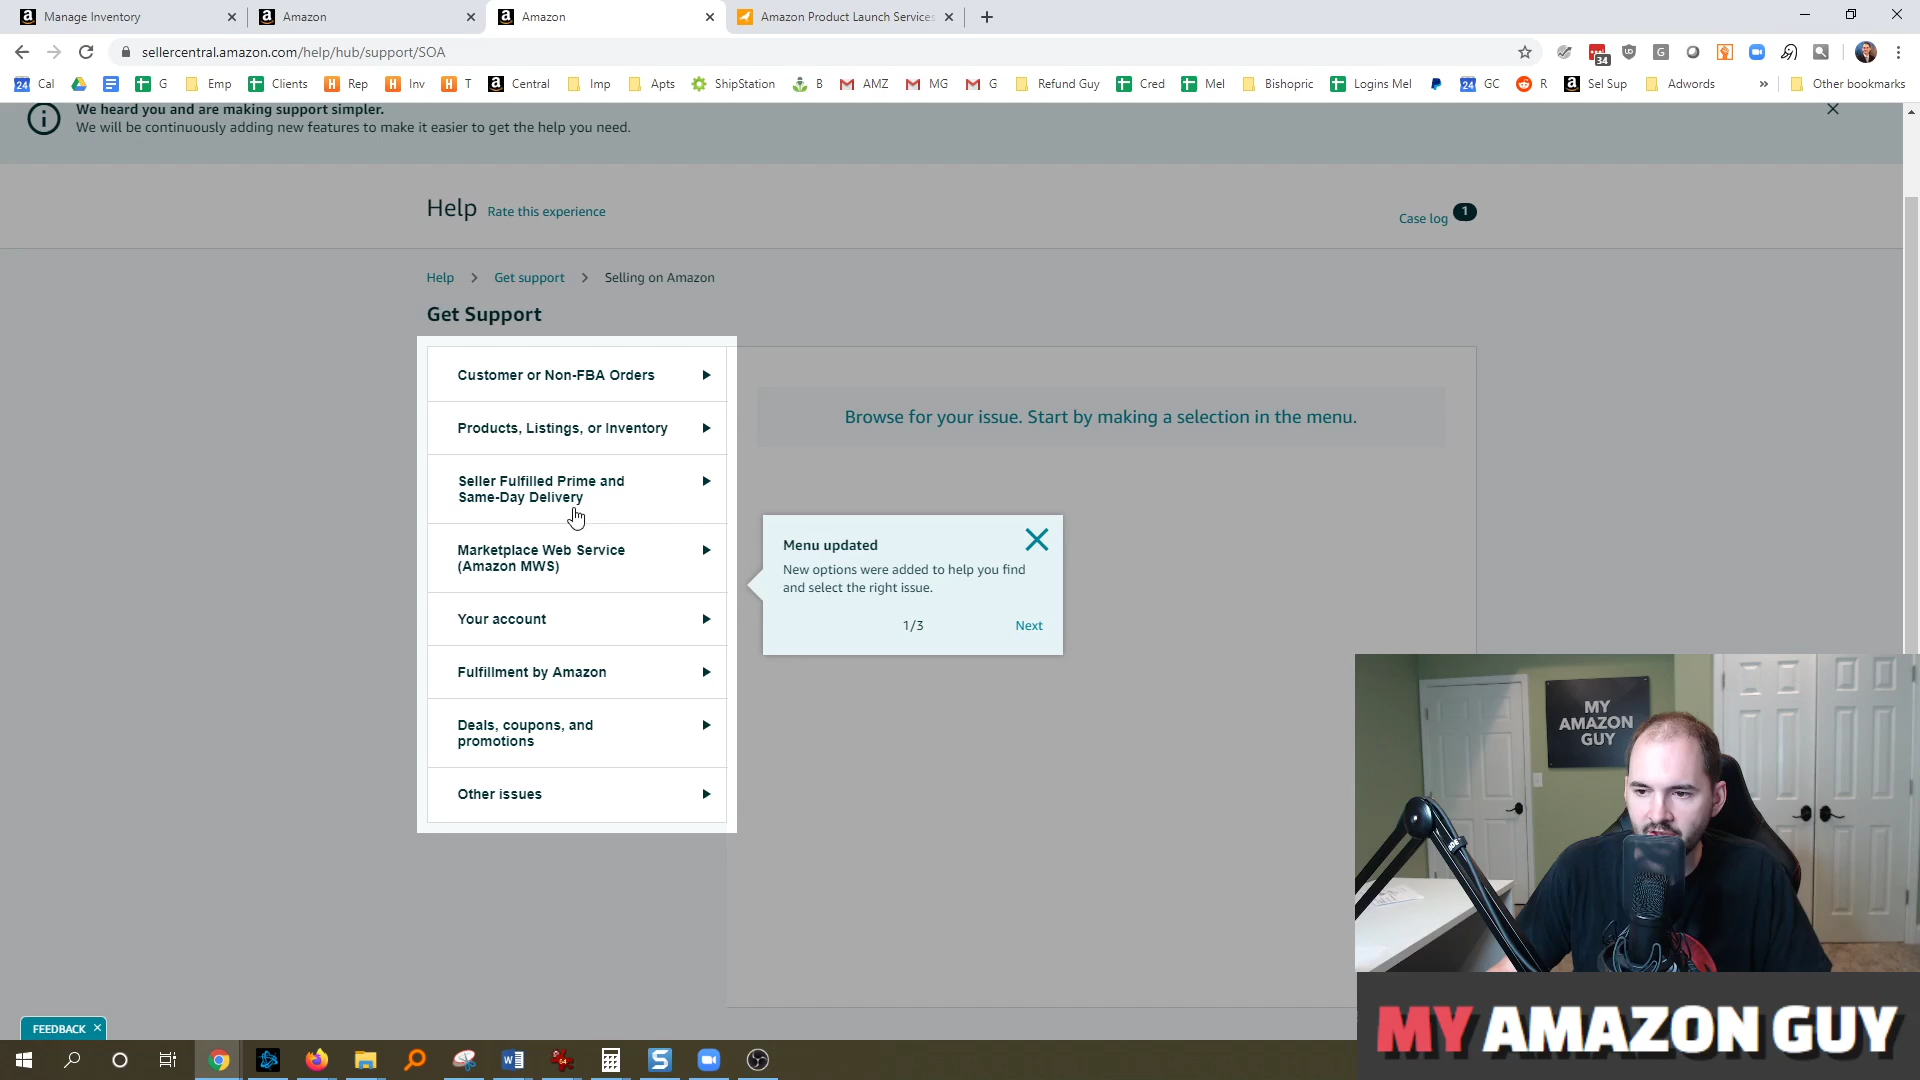 Manage Inventory
Amazon
Amazon
Amazon Product Launch Services
sellercentral.amazon.com/help/hub/support/SOA
34
24 Cal
G
Emp
Clients
H Rep
H Inv
H T
a Central
Imp
Apts
ShipStation
B
AMZ
MG
G
Refund Guy
Cred
Mel
Bishopric
Logins Mel
24 GC
R
a Sel Sup
Adwords
»
Other bookmarks
We heard you and are making support simpler.
We will be continuously adding new features to make it easier to get the help you need.
Help Rate this experience
Case log 1
Help > Get support > Selling on Amazon
Get Support
Customer or Non-FBA Orders
Products, Listings, or Inventory
Seller Fulfilled Prime and
Same-Day Delivery
Marketplace Web Service
(Amazon MWS)
Your account
Fulfillment by Amazon
Deals, coupons, and
promotions
Other issues
Browse for your issue. Start by making a selection in the menu.
Menu updated
New options were added to help you find
and select the right issue.
1/3
Next
MY
AMAZON
GUY
FEEDBACK
MY AMAZON GUY